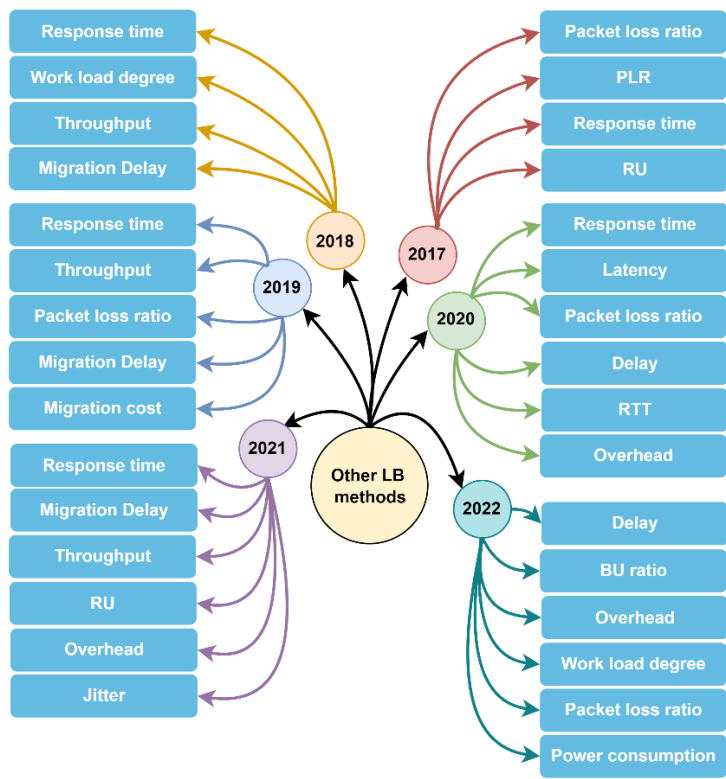 Response time
Work load degree
Throughput
Migration Delay
2018
Packet loss ratio
PLR
Response time
RU
2017
Response time
Throughput
Packet loss ratio
Migration Delay
Migration cost
2019
Response time
Latency
Packet loss ratio
Delay
RTT
Overhead
2020
Response time
Migration Delay
Throughput
RU
Overhead
Jitter
2021
Other LB
methods
2022
Delay
BU ratio
Overhead
Work load degree
Packet loss ratio
Power consumption